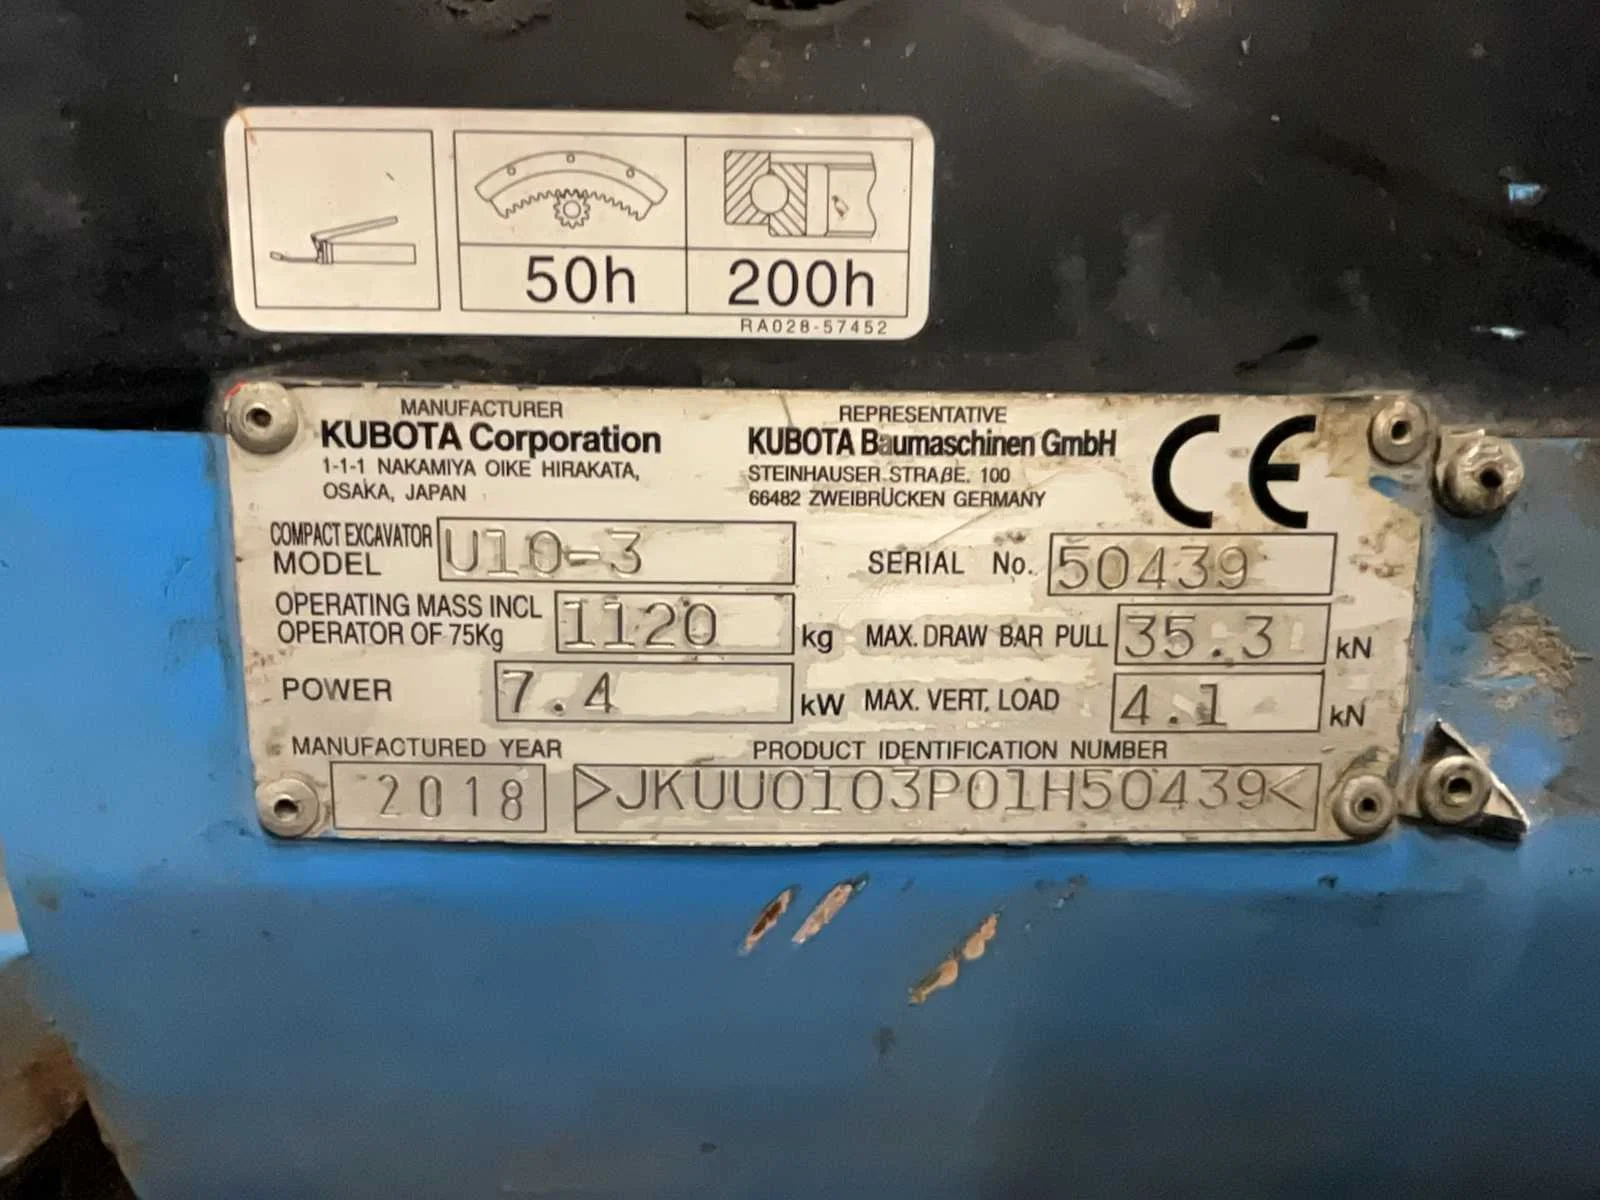 50h
200h
RA028-57452
MANUFACTURER
KUBOTA Corporation
1-1-1 NAKAMIYA OIKE HIRAKATA,
OSAKA, JAPAN
REPRESENTATIVE
KUBOTA Baumaschinen GmbH
STEINHAUSER STRAßE. 100
66482 ZWEIBRÜCKEN GERMANY
CE
COMPACT EXCAVATOR
MODEL U10-3
SERIAL No. 50439
OPERATING MASS INCL
OPERATOR OF 75Kg 1120 kg
MAX. DRAW BAR PULL 35.3 kN
POWER 7.4 kW
MAX. VERT. LOAD 4.1 kN
MANUFACTURED YEAR
2018
PRODUCT IDENTIFICATION NUMBER
>JKUU0103P01H50439<